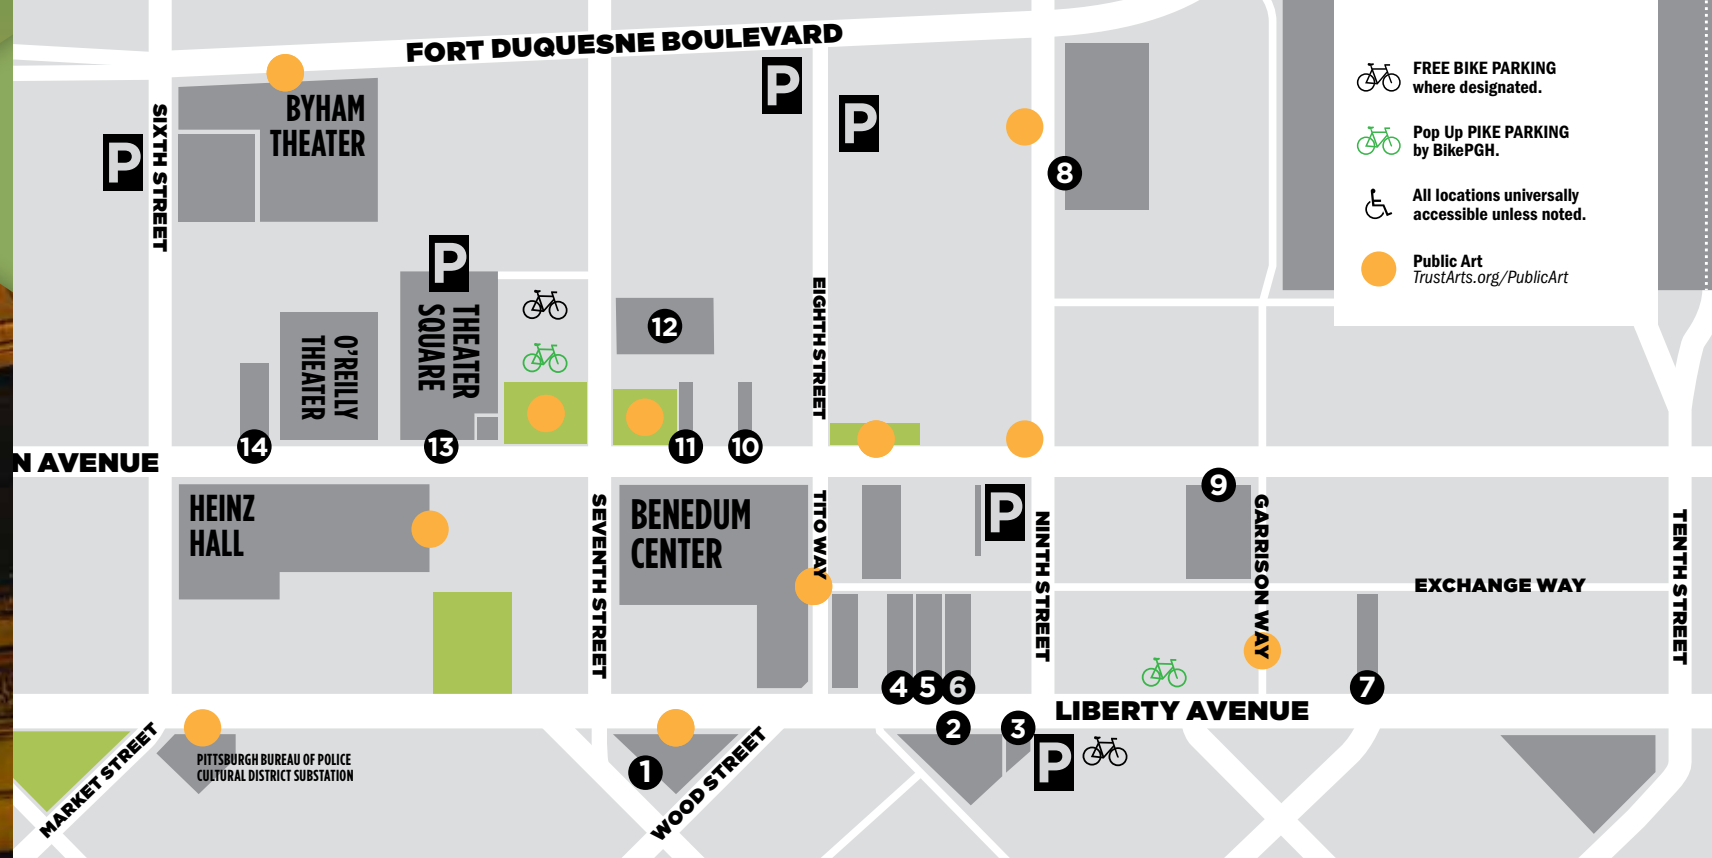 FORT DUQUESNE BOULEVARD
P
P
P
P
SIXTH STREET
BYHAM
THEATER
8
FREE BIKE PARKING
where designated.
Pop Up PIKE PARKING
by BikePGH.
All locations universally
accessible unless noted.
Public Art
TrustArts.org/PublicArt
O'REILLY
THEATER
THEATER
SQUARE
EIGHTH STREET
12
14
13
11
10
N AVENUE
HEINZ
HALL
SEVENTH STREET
BENEDUM
CENTER
TITO WAY
P
NINTH STREET
9
GARRISON WAY
EXCHANGE WAY
TENTH STREET
4
5
6
7
LIBERTY AVENUE
2
3
P
1
MARKET STREET
PITTSBURGH BUREAU OF POLICE
CULTURAL DISTRICT SUBSTATION
WOOD STREET